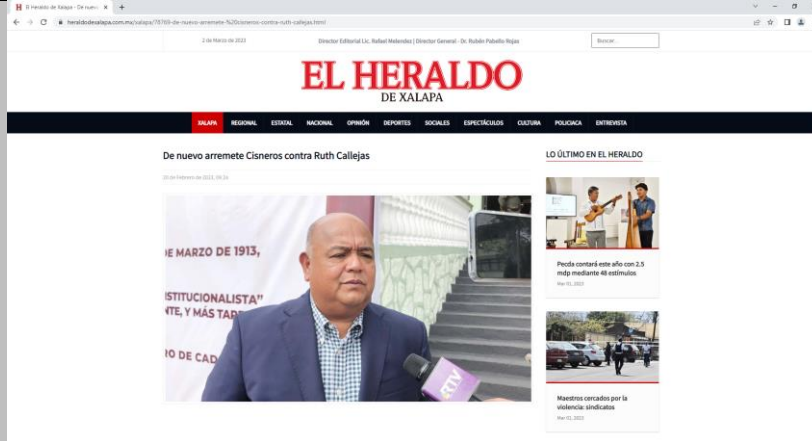 El Heraldo de Xalapa - De nuevo
heraldodexalapa.com.mx/xalapa/78769-de-nuevo-arremete-%20cisneros-contra-ruth-callejas.html
2 de Marzo de 2023
Director Editorial Lic. Rafael Melendez | Director General - Dr. Rubén Pabello Rojas
Buscar...
EL HERALDO
DE XALAPA
XALAPA REGIONAL ESTATAL NACIONAL OPINIÓN DEPORTES SOCIALES ESPECTÁCULOS CULTURA POLICIACA ENTREVISTA
De nuevo arremete Cisneros contra Ruth Callejas
DE MARZO DE 1913,
STITUCIONALISTA"
NTE, Y MÁS TARD
RO DE CAD
RTV
LO ÚLTIMO EN EL HERALDO
Pecda contará este año con 2.5
mdp mediante 48 estímulos
Mar 01, 2023
Maestros cercados por la
violencia: sindicatos
Mar 01, 2023